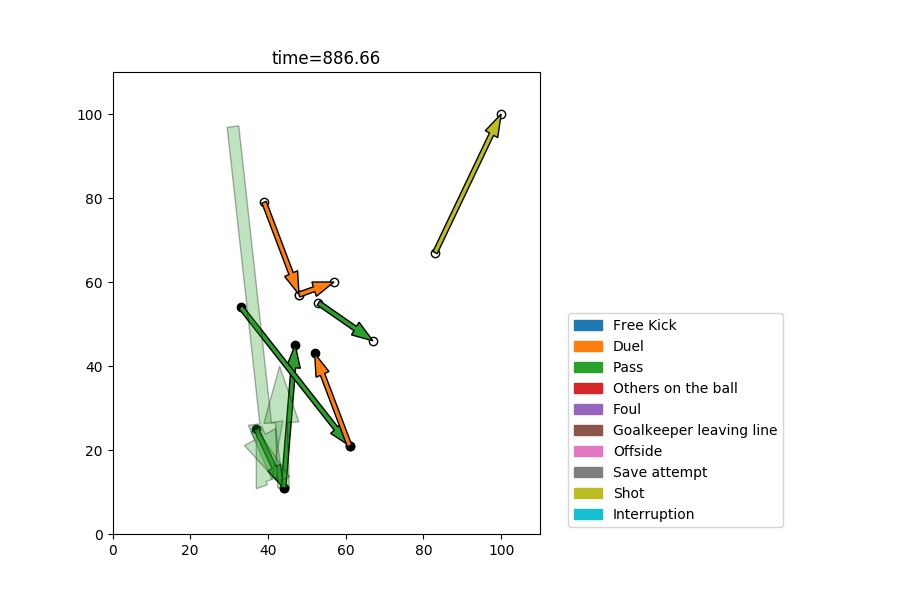 time=886.66
100
80
60
40
20
0
0
20
40
60
80
100
Free Kick
Duel
Pass
Others on the ball
Foul
Goalkeeper leaving line
Offside
Save attempt
Shot
Interruption